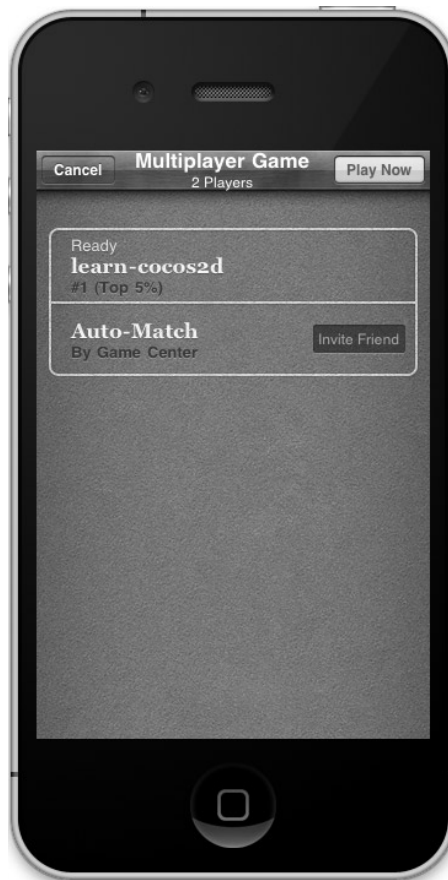 Cancel
Multiplayer Game
2 Players
Play Now
Ready
learn-cocos2d
#1 (Top 5%)
Auto-Match
By Game Center
Invite Friend